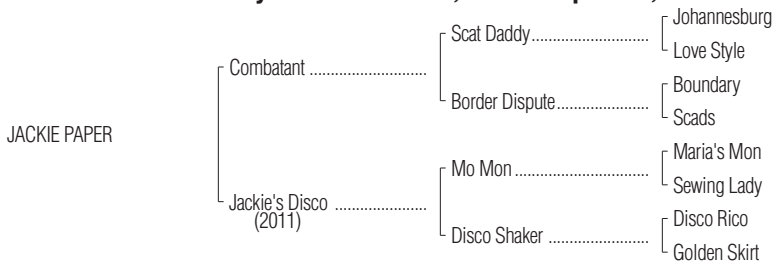 Johannesburg
Scat Daddy
Love Style
Combatant
Boundary
Border Dispute
Scads
JACKIE PAPER
Maria's Mon
Mo Mon
Sewing Lady
Jackie's Disco
(2011)
Disco Rico
Disco Shaker
Golden Skirt